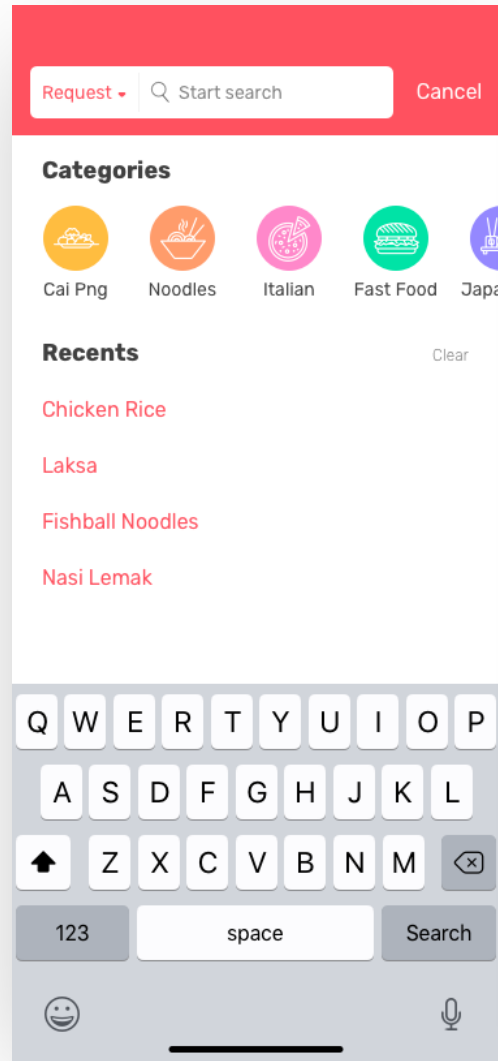 Request Start search Cancel
Categories
Cai Png Noodles Italian Fast Food Japa
Recents Clear
Chicken Rice
Laksa
Fishball Noodles
Nasi Lemak
Q W E R T Y U I O P
A S D F G H J K L
Z X C V B N M
123 space Search